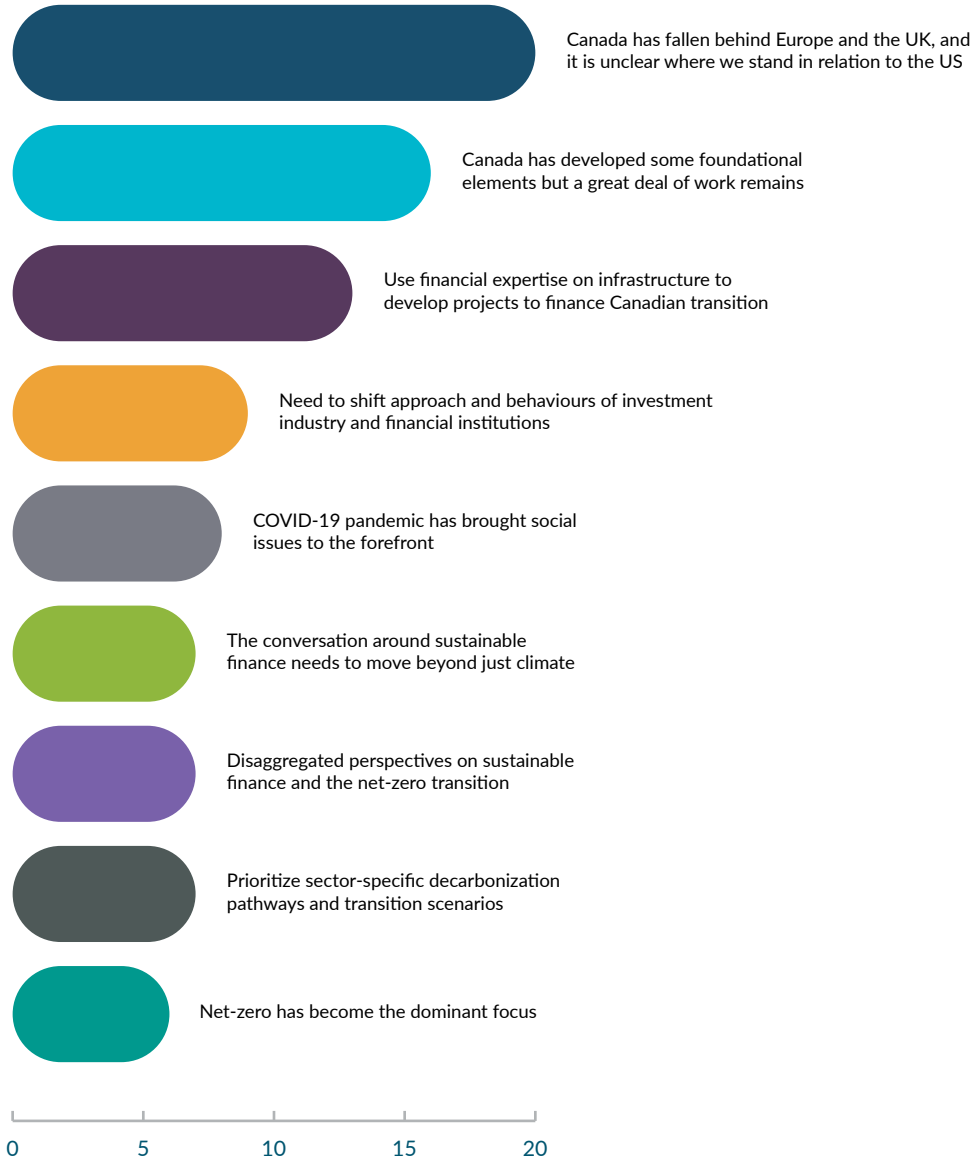 Canada has fallen behind Europe and the UK, and
it is unclear where we stand in relation to the US
Canada has developed some foundational
elements but a great deal of work remains
Use financial expertise on infrastructure to
develop projects to finance Canadian transition
Need to shift approach and behaviours of investment
industry and financial institutions
COVID-19 pandemic has brought social
issues to the forefront
The conversation around sustainable
finance needs to move beyond just climate
Disaggregated perspectives on sustainable
finance and the net-zero transition
Prioritize sector-specific decarbonization
pathways and transition scenarios
Net-zero has become the dominant focus
0 5 10 15 20